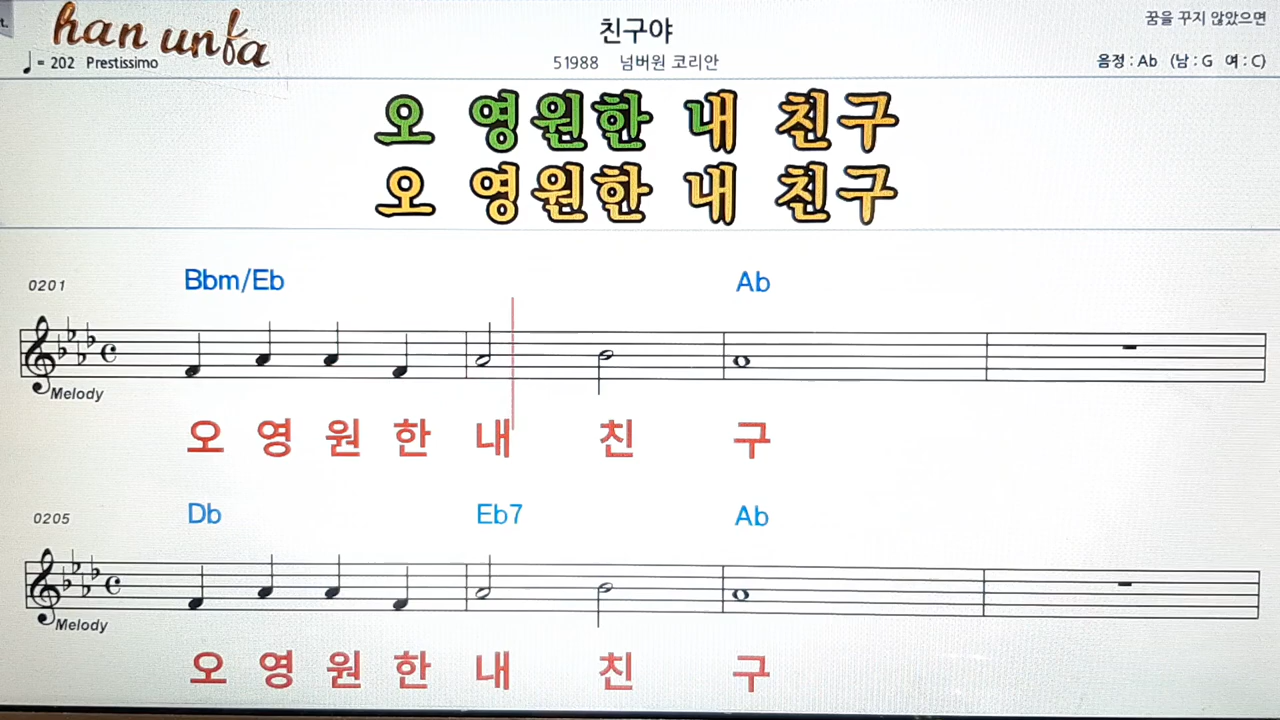 t.
han unfa
친구야
꿈을 꾸지 않았으면
♩= 202 Prestissimo
51988 넘버원 코리안
음정 : Ab (남 : G 여 : C)
오 영원한 내 친구
오 영원한 내 친구
0201
Bbm/Eb Ab
Melody
오 영 원 한 내 친 구
0205
Db Eb7 Ab
Melody
오 영 원 한 내 친 구